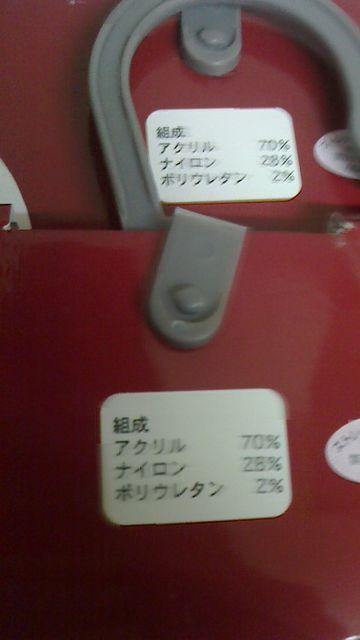 組成
アクリル 70%
ナイロン 28%
ポリウレタン 2%
組成
アクリル 70%
ナイロン 28%
ポリウレタン 2%